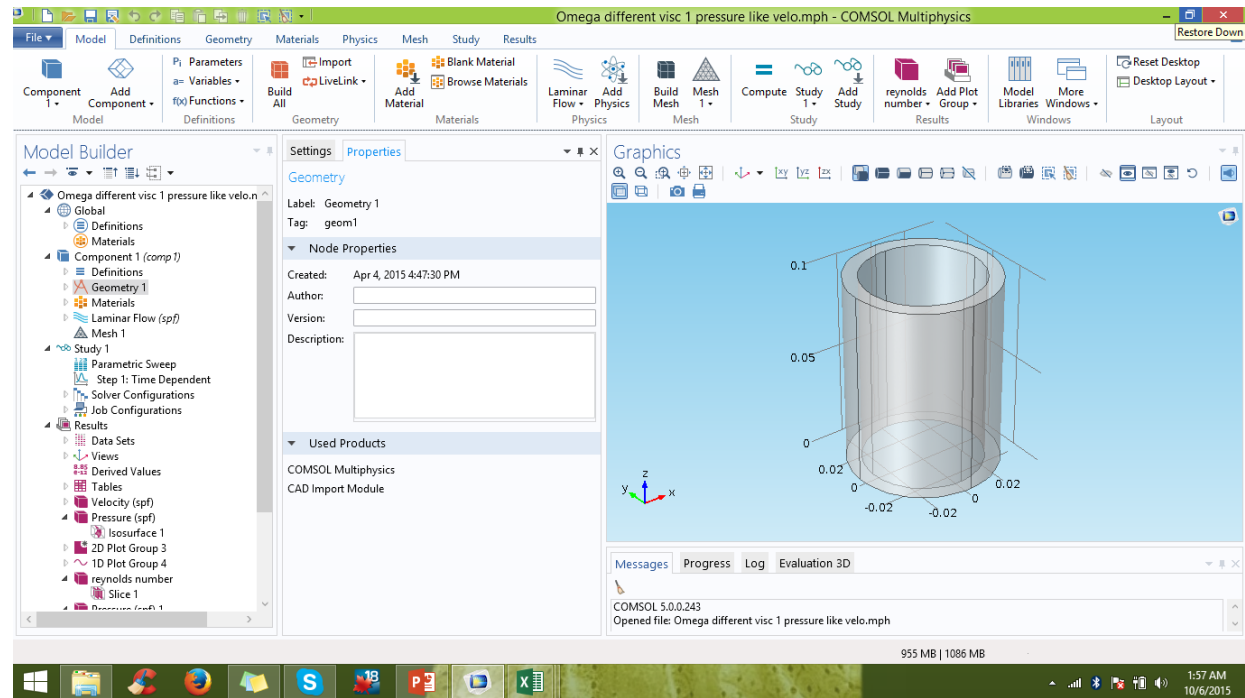 Omega different visc 1 pressure like velo.mph - COMSOL Multiphysics
Restore Down
File Model Definitions Geometry Materials Physics Mesh Study Results
Component 1
Add Component
Model
Pi Parameters
a= Variables
f(x) Functions
Definitions
Build All
Import
LiveLink
Geometry
Add Material
Blank Material
Browse Materials
Materials
Laminar Flow
Add Physics
Physics
Build Mesh
Mesh 1
Mesh
Compute
Study 1
Add Study
Study
reynolds number
Add Plot Group
Results
Model Libraries
More Windows
Windows
Reset Desktop
Desktop Layout
Layout
Model Builder
Omega different visc 1 pressure like velo.n
Global
Definitions
Materials
Component 1 (comp1)
Definitions
Geometry 1
Materials
Laminar Flow (spf)
Mesh 1
Study 1
Parametric Sweep
Step 1: Time Dependent
Solver Configurations
Job Configurations
Results
Data Sets
Views
8.85
e-12
Derived Values
Tables
Velocity (spf)
Pressure (spf)
Isosurface 1
2D Plot Group 3
1D Plot Group 4
reynolds number
Slice 1
Pressure (spf) 1
Settings Properties
Geometry
Label: Geometry 1
Tag: geom1
Node Properties
Created: Apr 4, 2015 4:47:30 PM
Author:
Version:
Description:
Used Products
COMSOL Multiphysics
CAD Import Module
Graphics
xy yz zx
0.1
0.05
0
0.02
0
-0.02
-0.02
0
0.02
z
y x
Messages Progress Log Evaluation 3D
COMSOL 5.0.0.243
Opened file: Omega different visc 1 pressure like velo.mph
955 MB | 1086 MB
18
1:57 AM
10/6/2015